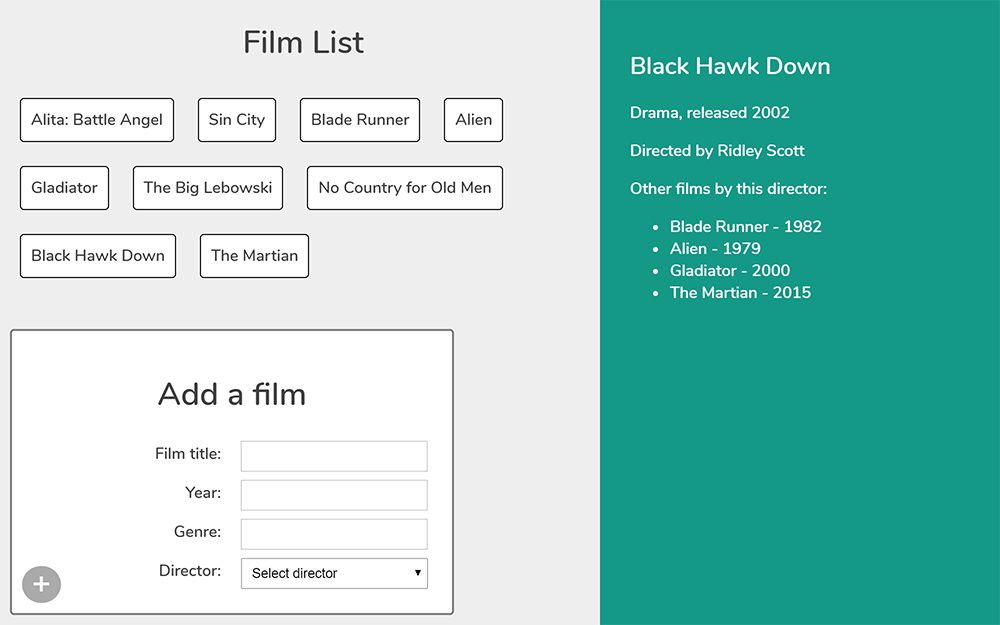 Film List
Alita: Battle Angel
Sin City
Blade Runner
Alien
Gladiator
The Big Lebowski
No Country for Old Men
Black Hawk Down
The Martian
Add a film
Film title:
Year:
Genre:
Director:
Select director
Black Hawk Down
Drama, released 2002
Directed by Ridley Scott
Other films by this director:
Blade Runner - 1982
Alien - 1979
Gladiator - 2000
The Martian - 2015